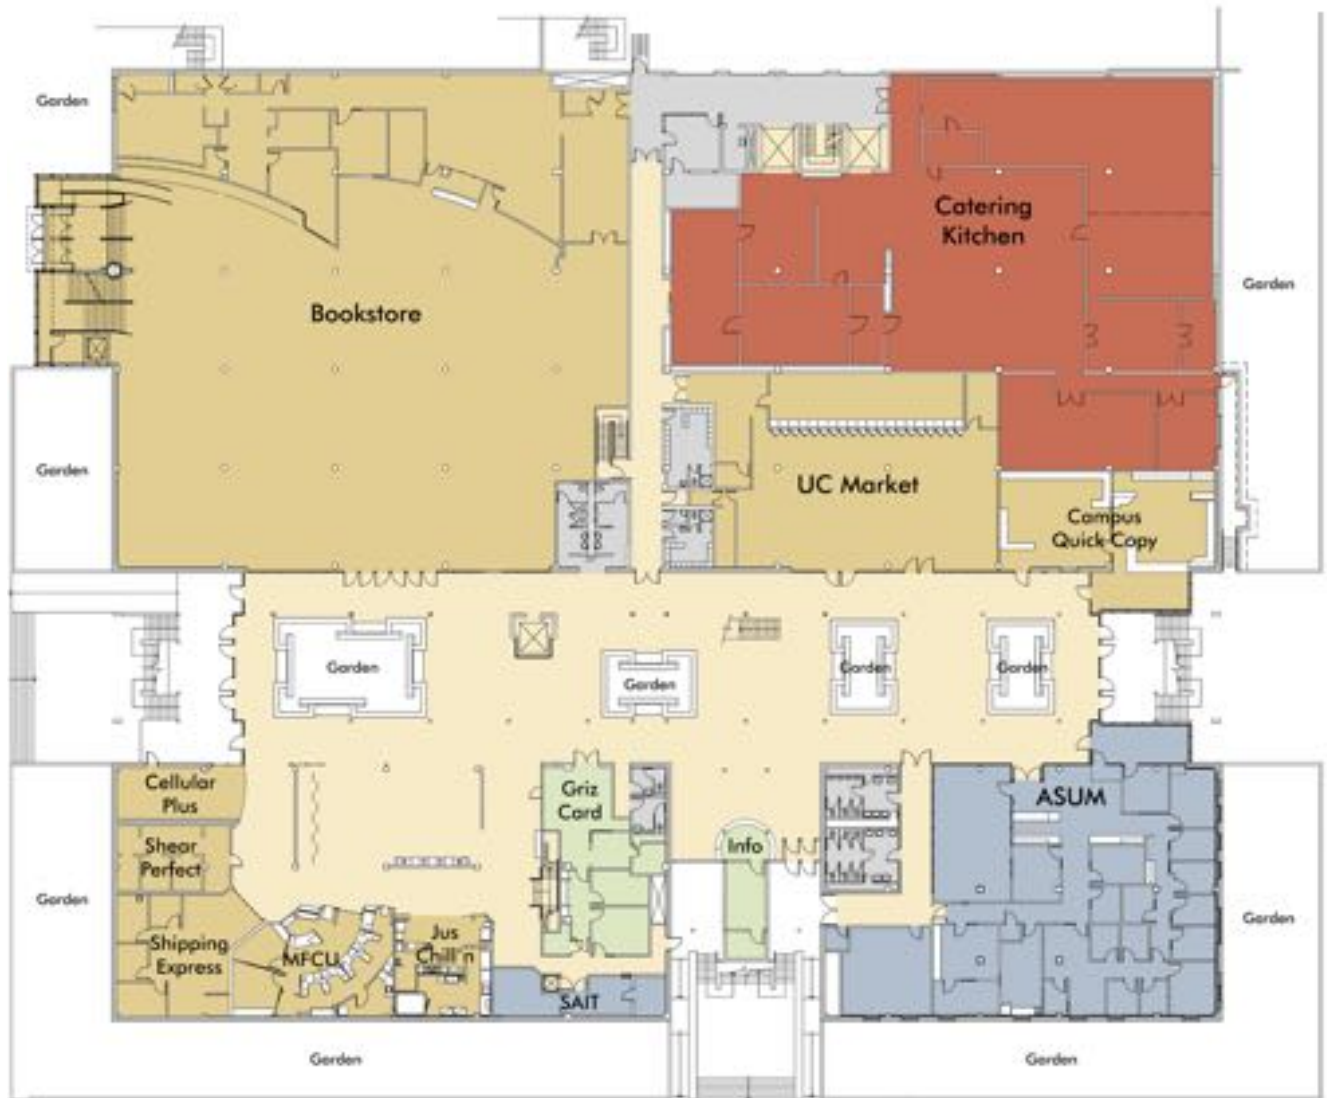 Garden
Catering
Kitchen
Garden
Bookstore
Garden
UC Market
Campus
Quick Copy
Garden
Garden
Garden
Garden
Cellular
Plus
Griz
Card
ASUM
Shear
Perfect
Info
Garden
Garden
Shipping
Express
MFCU
Jus
Chill'n
SAIT
Garden
Garden